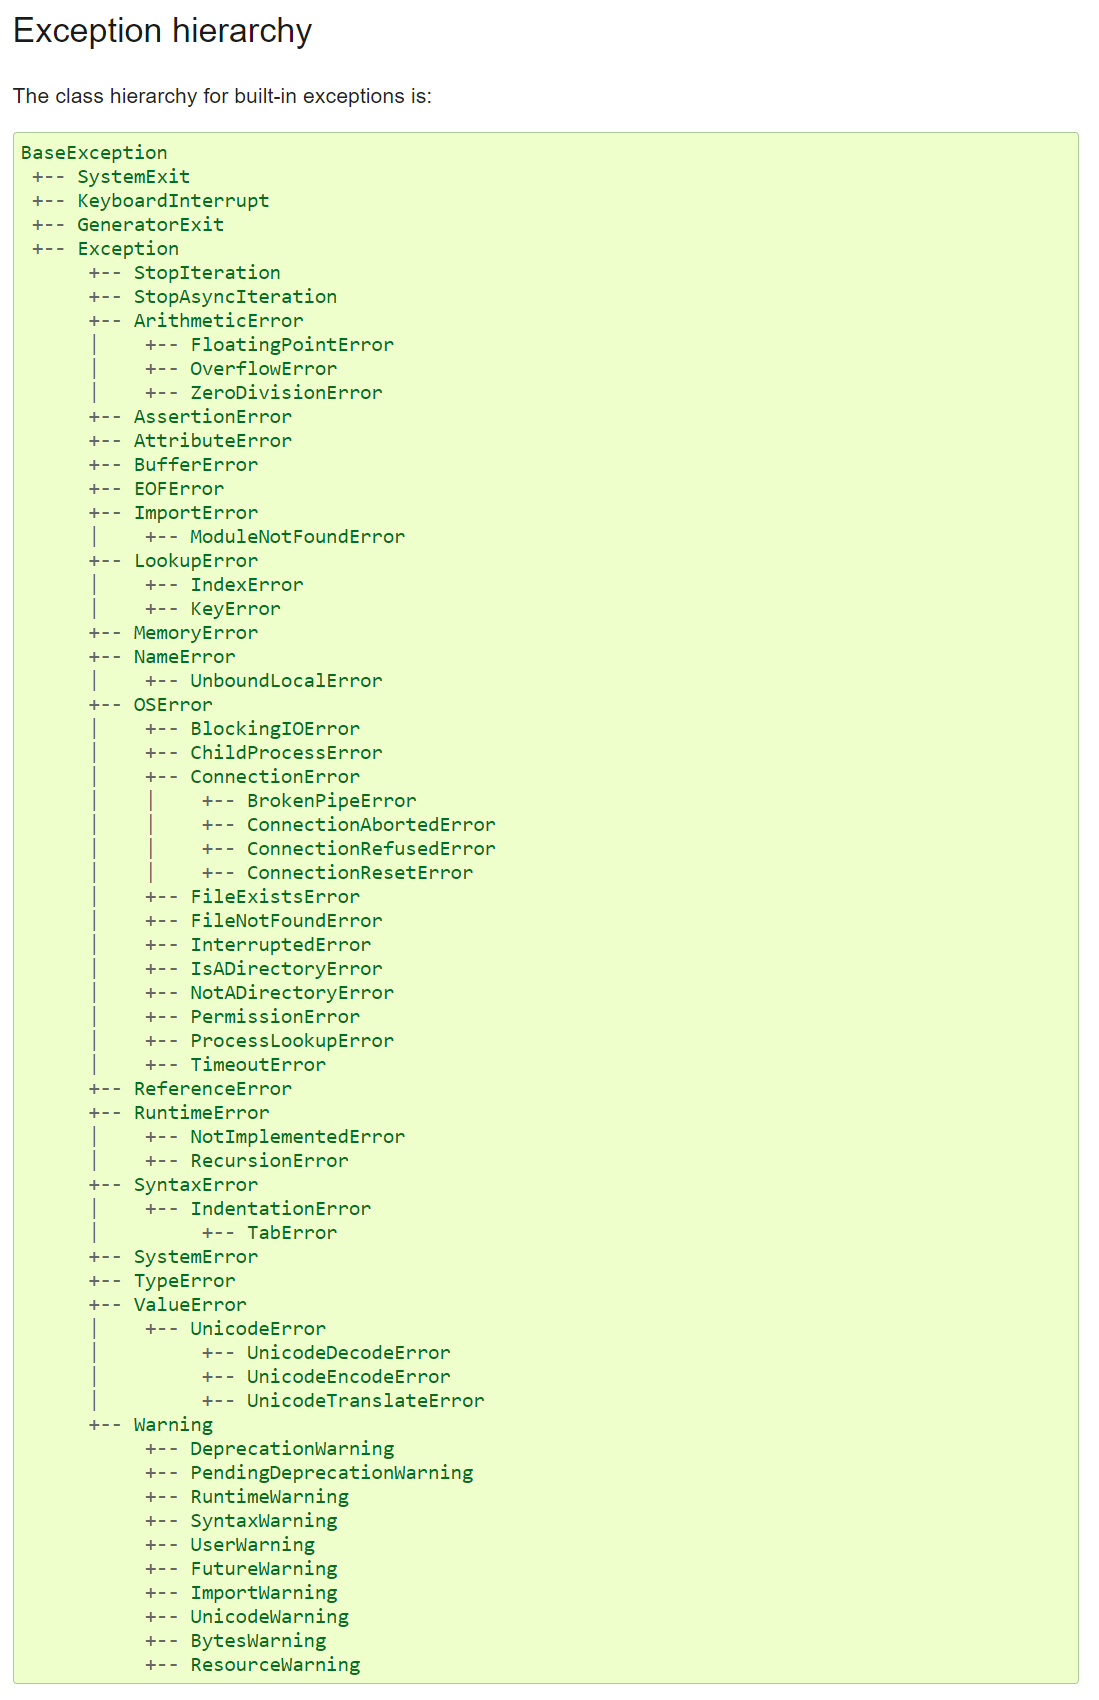 Exception hierarchy
The class hierarchy for built-in exceptions is:
BaseException
 +-- SystemExit
 +-- KeyboardInterrupt
 +-- GeneratorExit
 +-- Exception
      +-- StopIteration
      +-- StopAsyncIteration
      +-- ArithmeticError
      |    +-- FloatingPointError
      |    +-- OverflowError
      |    +-- ZeroDivisionError
      +-- AssertionError
      +-- AttributeError
      +-- BufferError
      +-- EOFError
      +-- ImportError
      |    +-- ModuleNotFoundError
      +-- LookupError
      |    +-- IndexError
      |    +-- KeyError
      +-- MemoryError
      +-- NameError
      |    +-- UnboundLocalError
      +-- OSError
      |    +-- BlockingIOError
      |    +-- ChildProcessError
      |    +-- ConnectionError
      |    |    +-- BrokenPipeError
      |    |    +-- ConnectionAbortedError
      |    |    +-- ConnectionRefusedError
      |    |    +-- ConnectionResetError
      |    +-- FileExistsError
      |    +-- FileNotFoundError
      |    +-- InterruptedError
      |    +-- IsADirectoryError
      |    +-- NotADirectoryError
      |    +-- PermissionError
      |    +-- ProcessLookupError
      |    +-- TimeoutError
      +-- ReferenceError
      +-- RuntimeError
      |    +-- NotImplementedError
      |    +-- RecursionError
      +-- SyntaxError
      |    +-- IndentationError
      |         +-- TabError
      +-- SystemError
      +-- TypeError
      +-- ValueError
      |    +-- UnicodeError
      |         +-- UnicodeDecodeError
      |         +-- UnicodeEncodeError
      |         +-- UnicodeTranslateError
      +-- Warning
           +-- DeprecationWarning
           +-- PendingDeprecationWarning
           +-- RuntimeWarning
           +-- SyntaxWarning
           +-- UserWarning
           +-- FutureWarning
           +-- ImportWarning
           +-- UnicodeWarning
           +-- BytesWarning
           +-- ResourceWarning